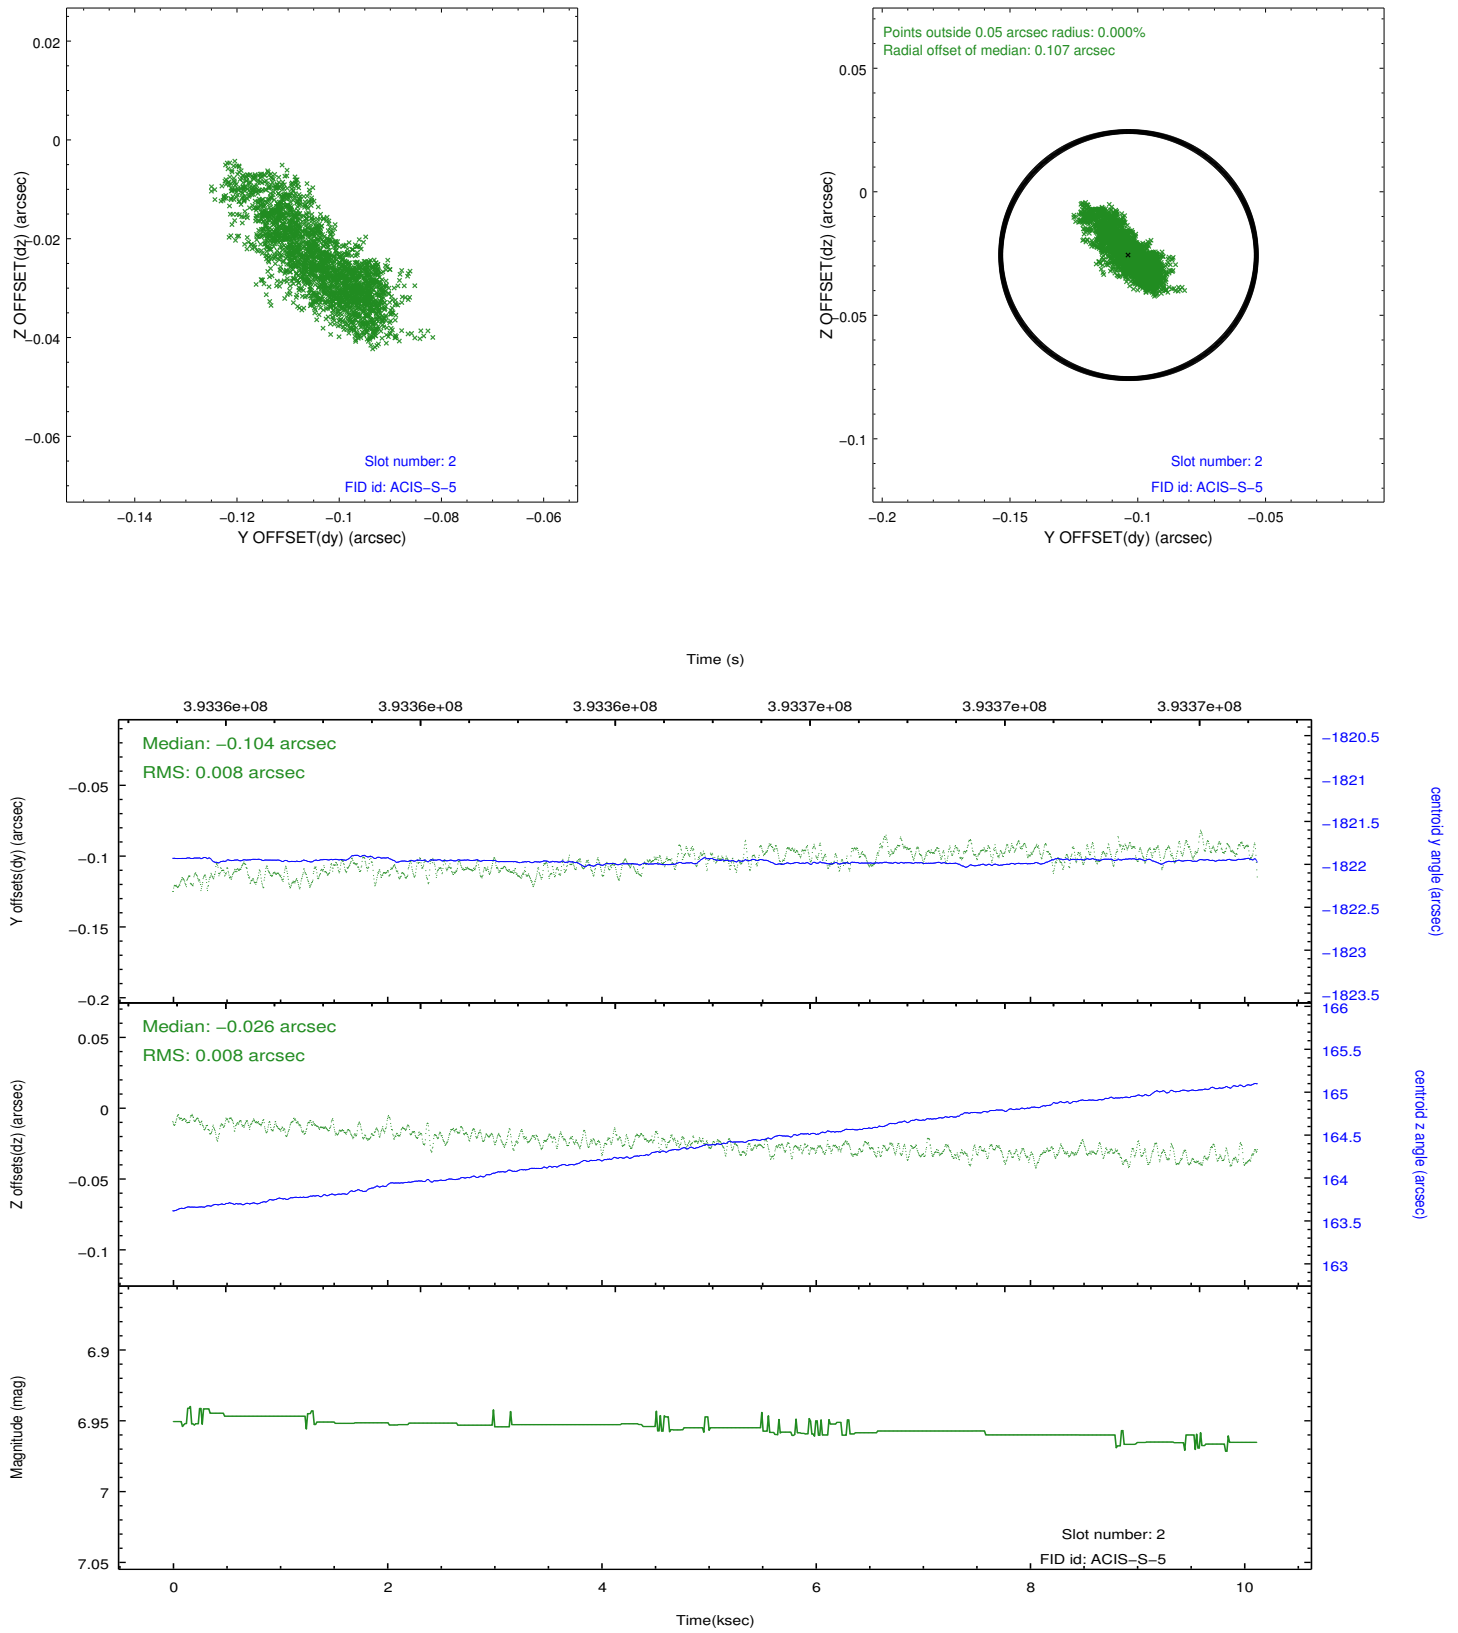 0.02
0
−0.02
−0.04
−0.06
Z OFFSET(dz) (arcsec)
Slot number: 2
FID id: ACIS−S−5
−0.14
−0.12
−0.1
−0.08
−0.06
Y OFFSET(dy) (arcsec)
Points outside 0.05 arcsec radius: 0.000%
Radial offset of median: 0.107 arcsec
0.05
0
−0.05
−0.1
Z OFFSET(dz) (arcsec)
Slot number: 2
FID id: ACIS−S−5
−0.2
−0.15
−0.1
−0.05
Y OFFSET(dy) (arcsec)
Time (s)
3.9336e+08
3.9336e+08
3.9336e+08
3.9337e+08
3.9337e+08
3.9337e+08
Median: −0.104 arcsec
RMS: 0.008 arcsec
−0.05
−0.1
−0.15
−0.2
Y offsets(dy) (arcsec)
−1820.5
−1821
−1821.5
−1822
−1822.5
−1823
−1823.5
centroid y angle (arcsec)
Median: −0.026 arcsec
RMS: 0.008 arcsec
0.05
0
−0.05
−0.1
Z offsets(dz) (arcsec)
166
165.5
165
164.5
164
163.5
163
centroid z angle (arcsec)
6.9
6.95
7
7.05
Magnitude (mag)
Slot number: 2
FID id: ACIS−S−5
0
2
4
6
8
10
Time(ksec)